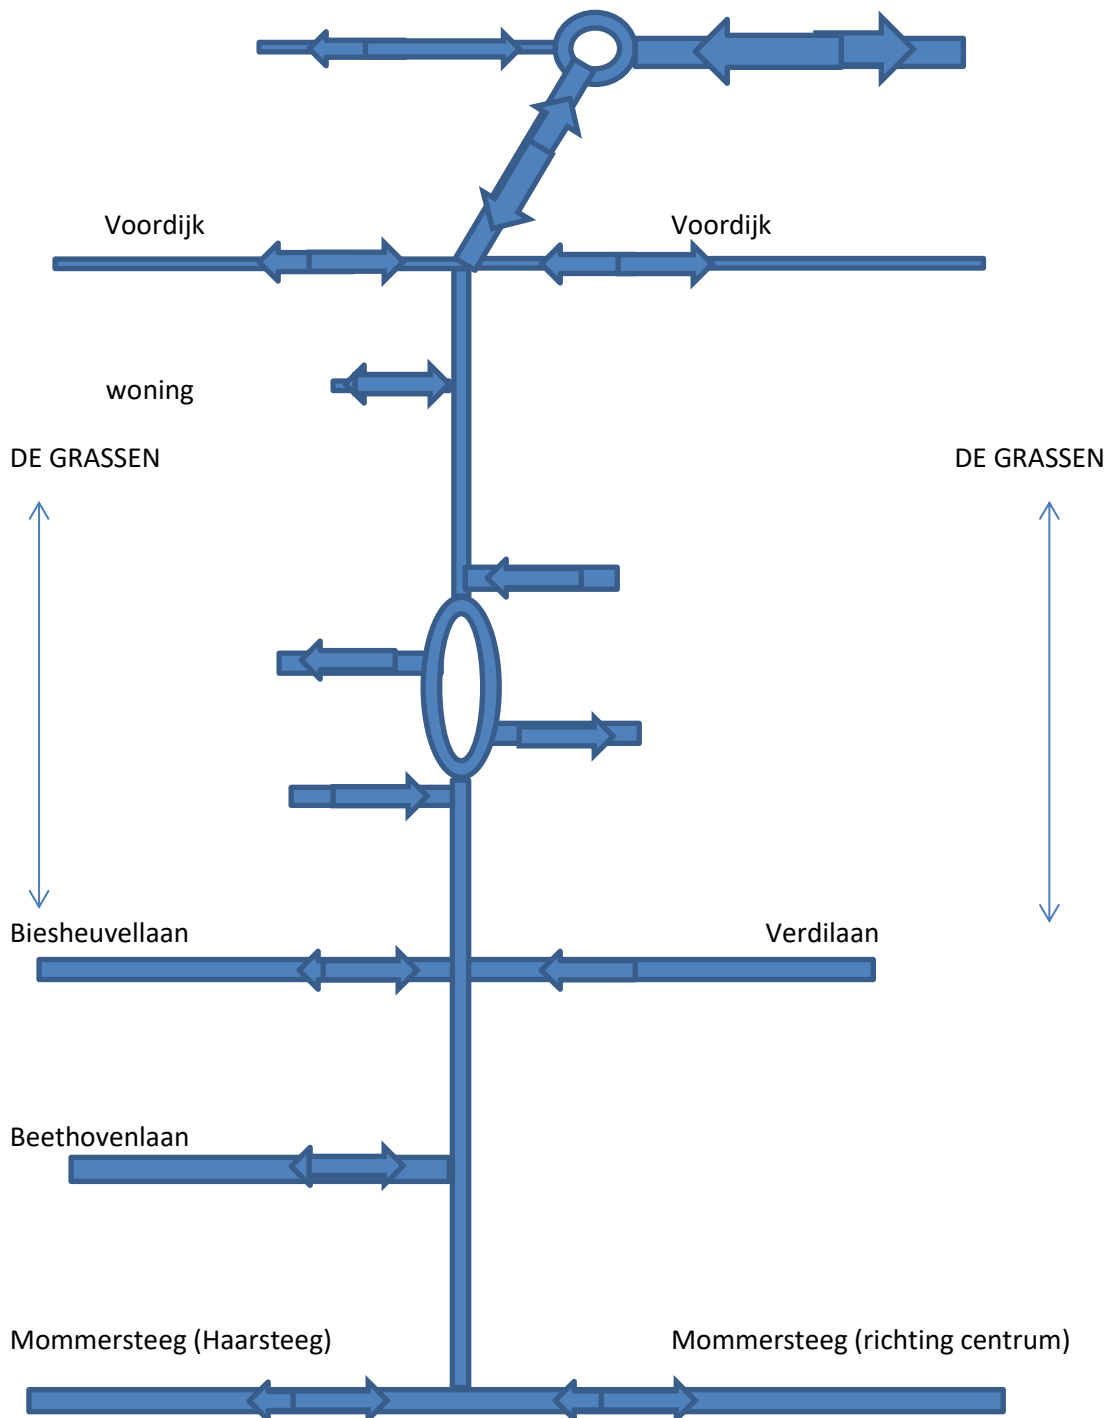 Voordijk
Voordijk
woning
DE GRASSEN
DE GRASSEN
Biesheuvellaan
Verdilaan
Beethovenlaan
Mommersteeg (Haarsteeg)
Mommersteeg (richting centrum)